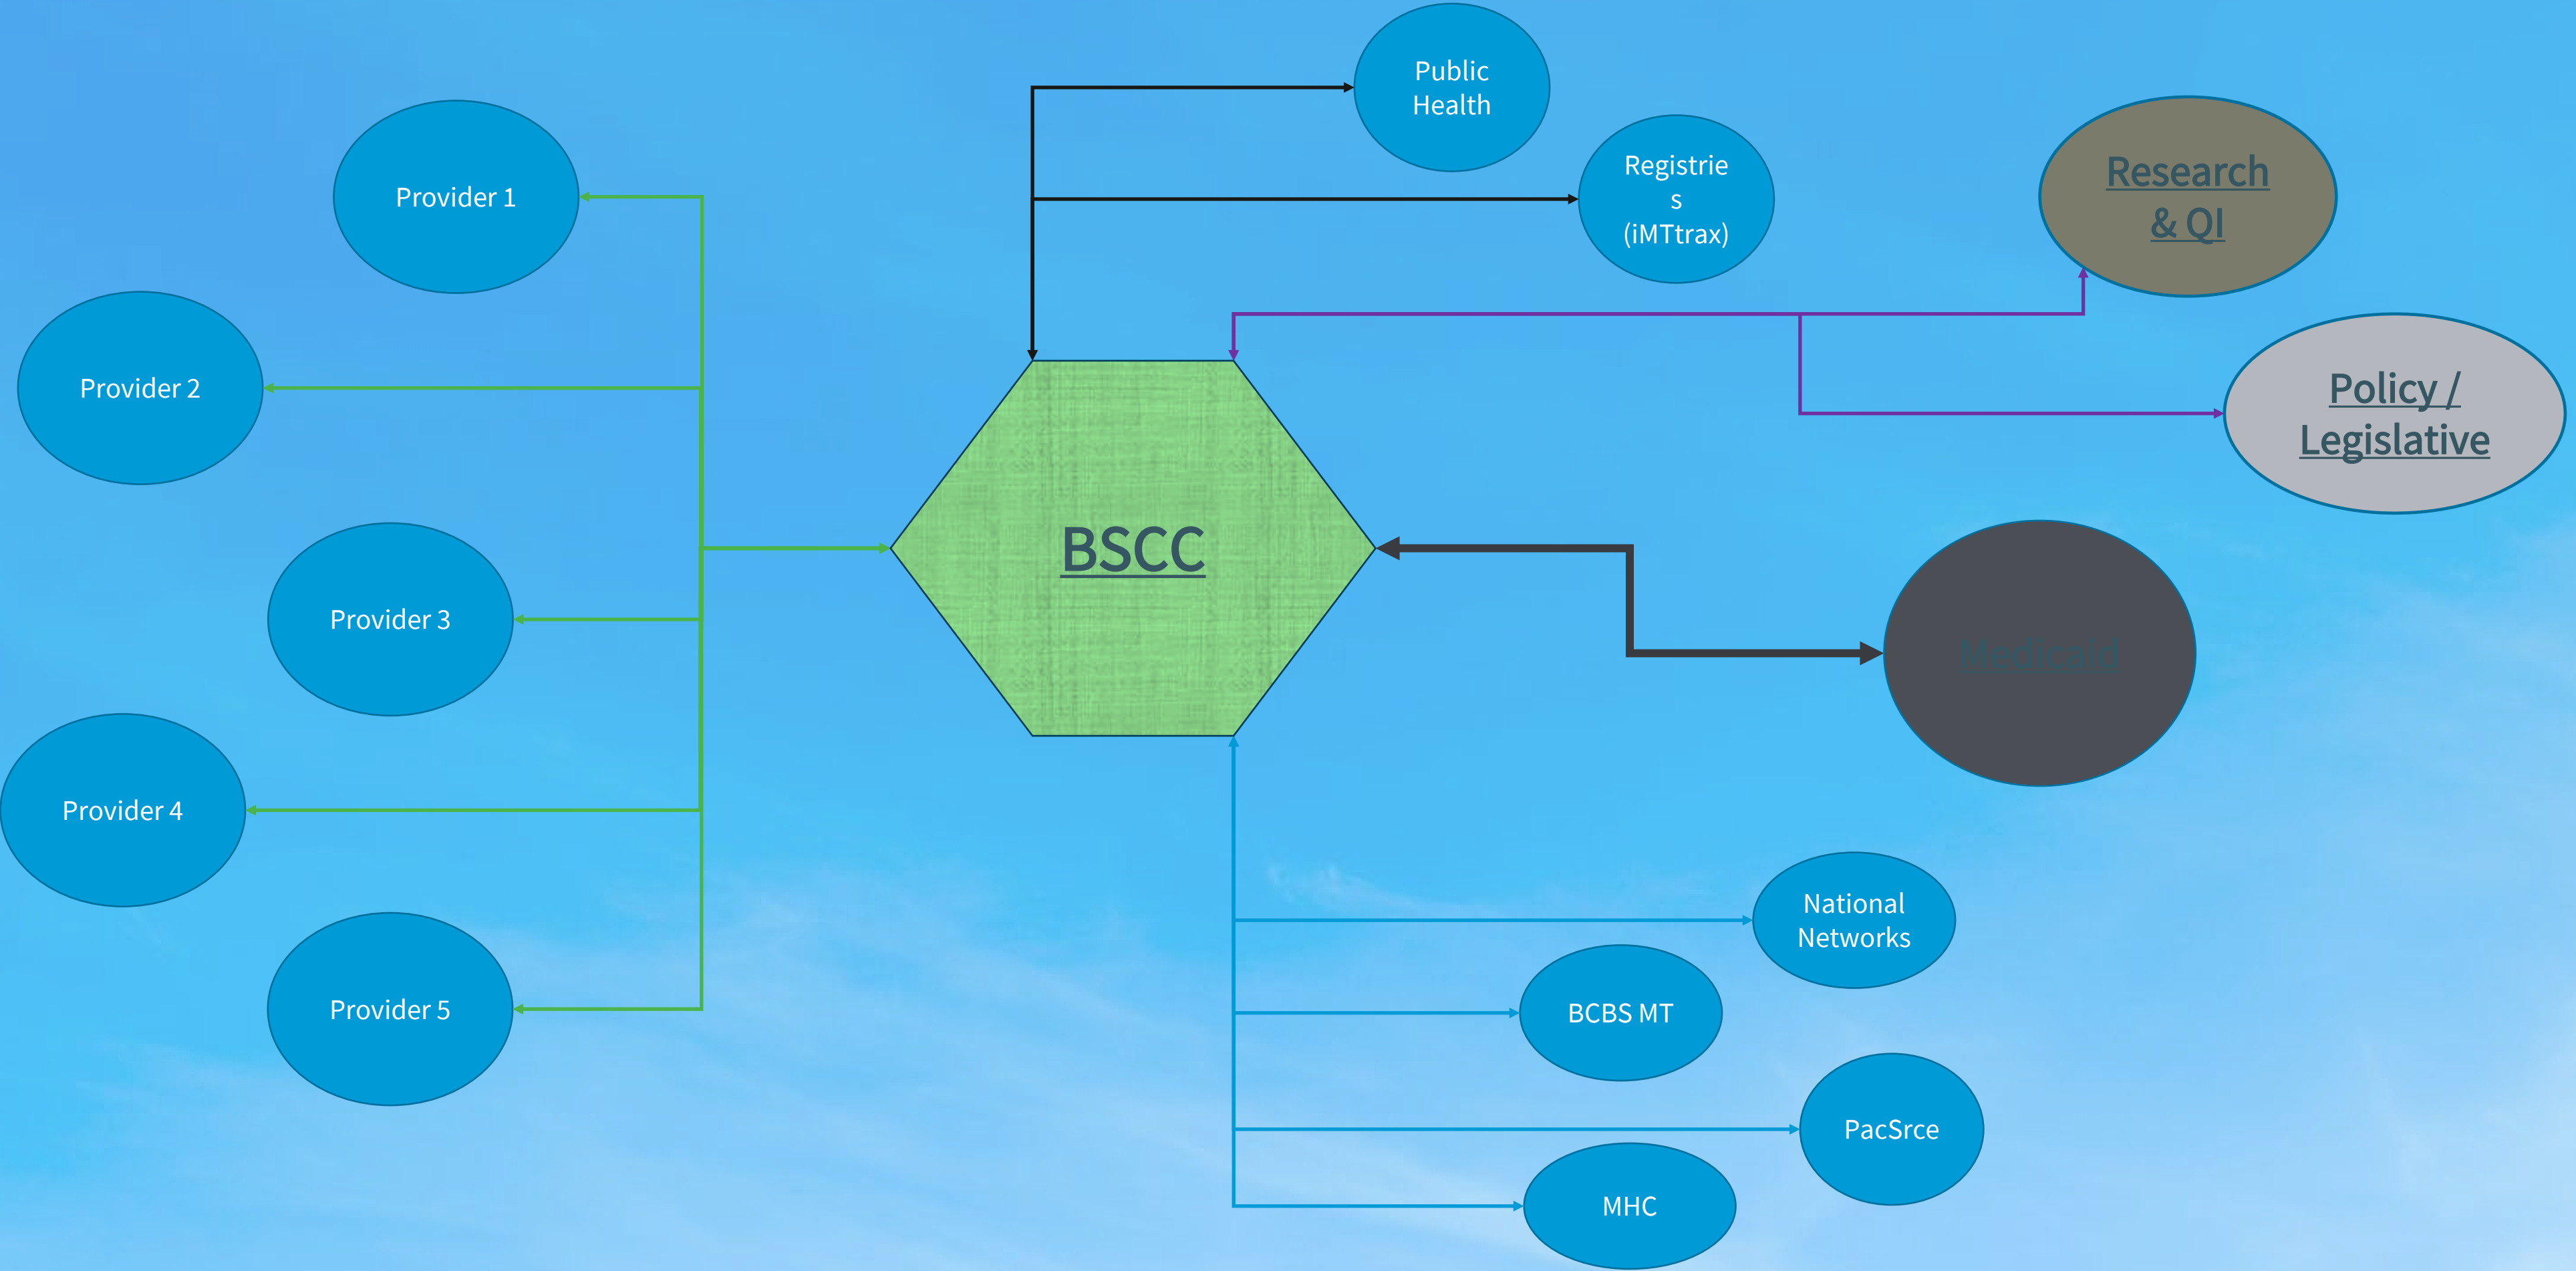 Public
Health
Registrie
s
(iMTtrax)
Research
& QI
Provider 1
Provider 2
Policy /
Legislative
BSCC
Provider 3
Medicaid
Provider 4
National
Networks
Provider 5
BCBS MT
PacSrce
MHC